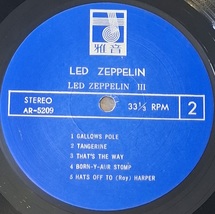 雅音
LED ZEPPELIN
LED ZEPPELIN III
STEREO
AR-5209
33⅓ RPM
2
1 GALLOWS POLE
2 TANGERINE
3 THAT'S THE WAY
4 BORN-Y-AUR STOMP
5 HATS OFF TO (Roy) HARPER